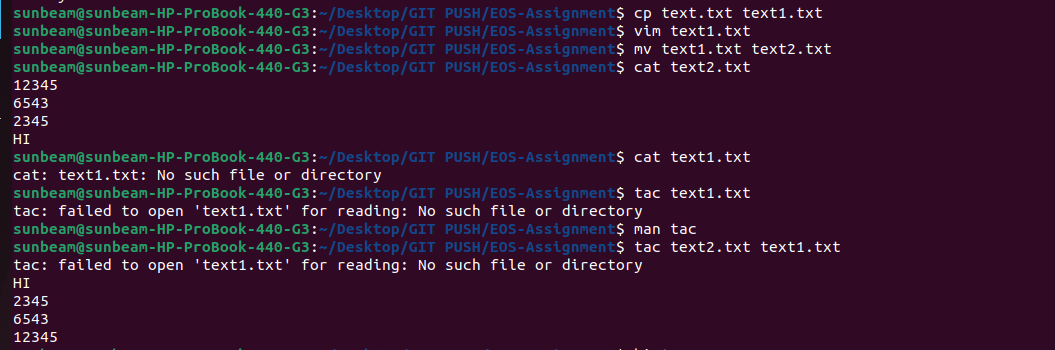 sunbeam@sunbeam-HP-ProBook-440-G3:~/Desktop/GIT PUSH/EOS-Assignment$ cp text.txt text1.txt
sunbeam@sunbeam-HP-ProBook-440-G3:~/Desktop/GIT PUSH/EOS-Assignment$ vim text1.txt
sunbeam@sunbeam-HP-ProBook-440-G3:~/Desktop/GIT PUSH/EOS-Assignment$ mv text1.txt text2.txt
sunbeam@sunbeam-HP-ProBook-440-G3:~/Desktop/GIT PUSH/EOS-Assignment$ cat text2.txt
12345
6543
2345
HI
sunbeam@sunbeam-HP-ProBook-440-G3:~/Desktop/GIT PUSH/EOS-Assignment$ cat text1.txt
cat: text1.txt: No such file or directory
sunbeam@sunbeam-HP-ProBook-440-G3:~/Desktop/GIT PUSH/EOS-Assignment$ tac text1.txt
tac: failed to open 'text1.txt' for reading: No such file or directory
sunbeam@sunbeam-HP-ProBook-440-G3:~/Desktop/GIT PUSH/EOS-Assignment$ man tac
sunbeam@sunbeam-HP-ProBook-440-G3:~/Desktop/GIT PUSH/EOS-Assignment$ tac text2.txt text1.txt
tac: failed to open 'text1.txt' for reading: No such file or directory
HI
2345
6543
12345